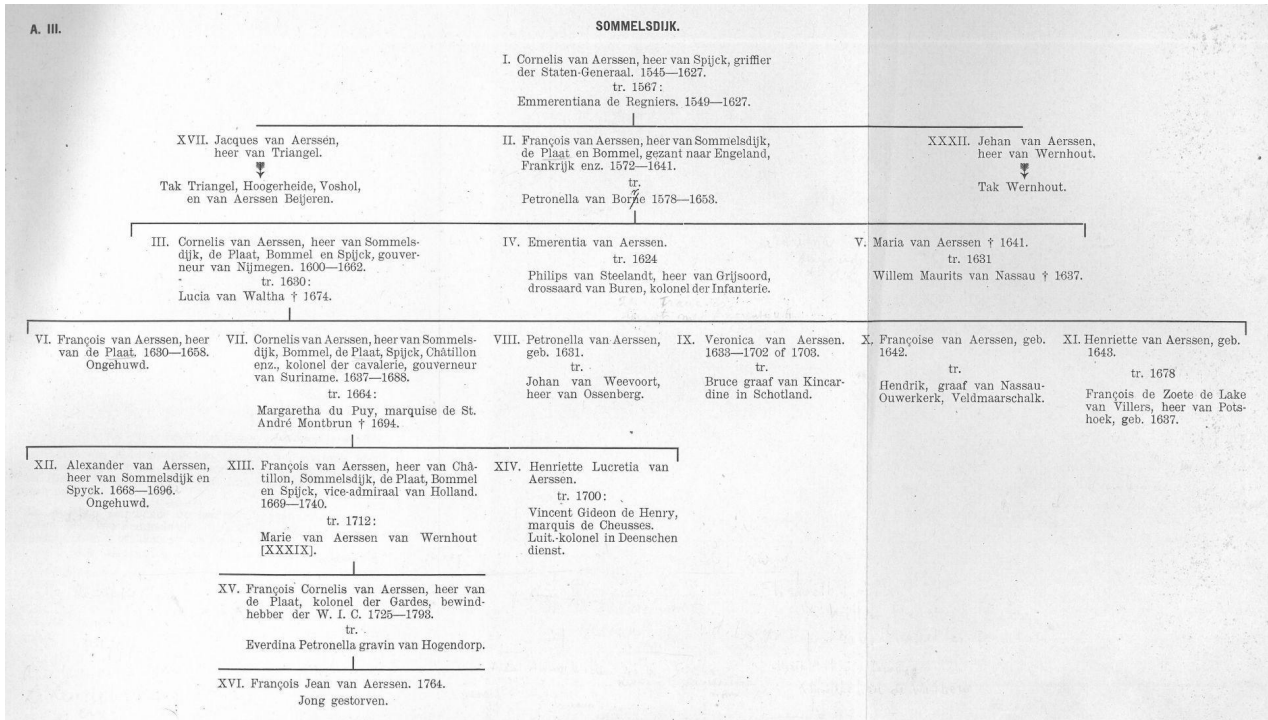 A. III.
SOMMELSDIJK.
I. Cornelis van Aerssen, heer van Spijck, griffier
der Staten-Generaal. 1545—1627.
tr. 1567:
Emmerentiana de Regniers. 1549—1627.
XVII. Jacques van Aerssen,
heer van Triangel.
Tak Triangel, Hoogerheide, Voshol,
en van Aerssen Beijeren.
II. François van Aerssen, heer van Sommelsdijk,
de Plaat en Bommel, gezant naar Engeland,
Frankrijk enz. 1572—1641.
tr.
Petronella van Borne 1578—1653.
XXXII. Jehan van Aerssen,
heer van Wernhout.
Tak Wernhout.
III. Cornelis van Aerssen, heer van Sommels-
dijk, de Plaat, Bommel en Spijck, gouver-
neur van Nijmegen. 1600—1662.
tr. 1630:
Lucia van Waltha † 1674.
IV. Emerentia van Aerssen.
tr. 1624
Philips van Steelandt, heer van Grijsoord,
drossaard van Buren, kolonel der Infanterie.
V. Maria van Aerssen † 1641.
tr. 1631
Willem Maurits van Nassau † 1637.
VI. François van Aerssen, heer
van de Plaat. 1630—1658.
Ongehuwd.
VII. Cornelis van Aerssen, heer van Sommels-
dijk, Bommel, de Plaat, Spijck, Châtillon
enz., kolonel der cavalerie, gouverneur
van Suriname. 1637—1688.
tr. 1664:
Margaretha du Puy, marquise de St.
André Montbrun † 1694.
VIII. Petronella van Aerssen,
geb. 1631.
tr.
Johan van Weevoort,
heer van Ossenberg.
IX. Veronica van Aerssen.
1633—1702 of 1703.
tr.
Bruce graaf van Kincar-
dine in Schotland.
X. Françoise van Aerssen, geb.
1642.
tr.
Hendrik, graaf van Nassau-
Ouwerkerk, Veldmaarschalk.
XI. Henriette van Aerssen, geb.
1643.
tr. 1678
François de Zoete de Lake
van Villers, heer van Pots-
hoek, geb. 1637.
XII. Alexander van Aerssen,
heer van Sommelsdijk en
Spyck. 1668—1696.
Ongehuwd.
XIII. François van Aerssen, heer van Châ-
tillon, Sommelsdijk, de Plaat, Bommel
en Spijck, vice-admiraal van Holland.
1669—1740.
tr. 1712:
Marie van Aerssen van Wernhout
[XXXIX].
XIV. Henriette Lucretia van
Aerssen.
tr. 1700:
Vincent Gideon de Henry,
marquis de Cheusses.
Luit.-kolonel in Deenschen
dienst.
XV. François Cornelis van Aerssen, heer van
de Plaat, kolonel der Gardes, bewind-
hebber der W. I. C. 1725—1793.
tr.
Everdina Petronella gravin van Hogendorp.
XVI. François Jean van Aerssen. 1764.
Jong gestorven.